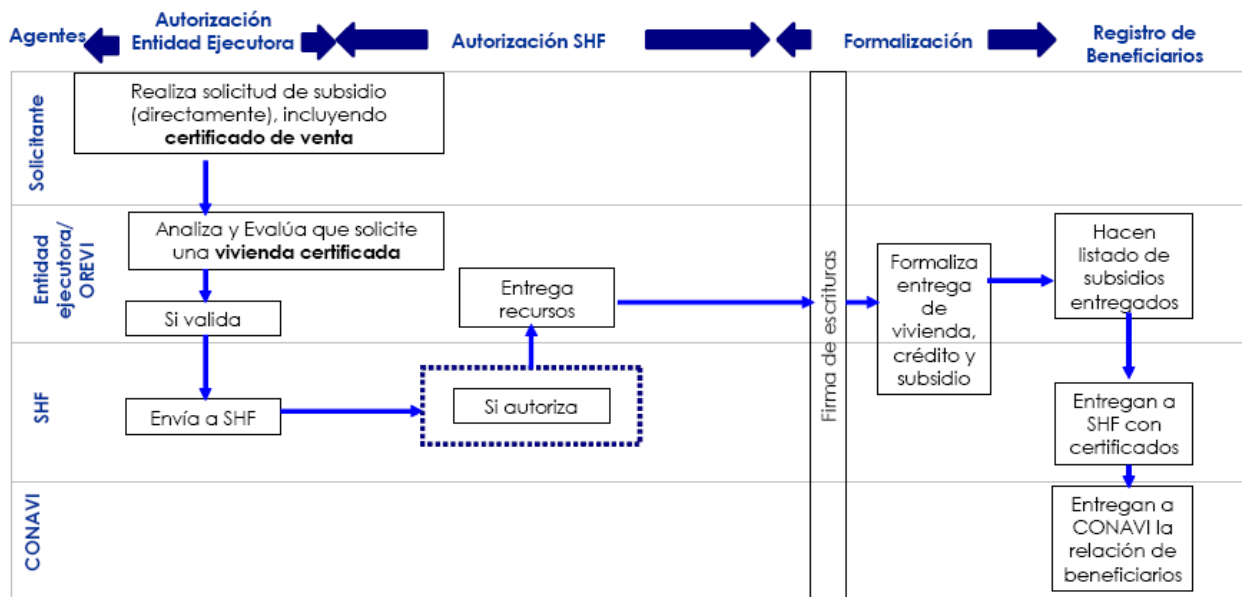 Agentes
Autorización
Entidad Ejecutora
Autorización SHF
Formalización
Registro de
Beneficiarios
Solicitante
Realiza solicitud de subsidio
(directamente), incluyendo
certificado de venta
Entidad
ejecutora/
OREVI
Analiza y Evalúa que solicite
una vivienda certificada
Si valida
Entrega
recursos
Firma de escrituras
Formaliza
entrega
de
vivienda,
crédito y
subsidio
Hacen
listado de
subsidios
entregados
SHF
Envía a SHF
Si autoriza
Entregan a
SHF con
certificados
CONAVI
Entregan a
CONAVI la
relación de
beneficiarios